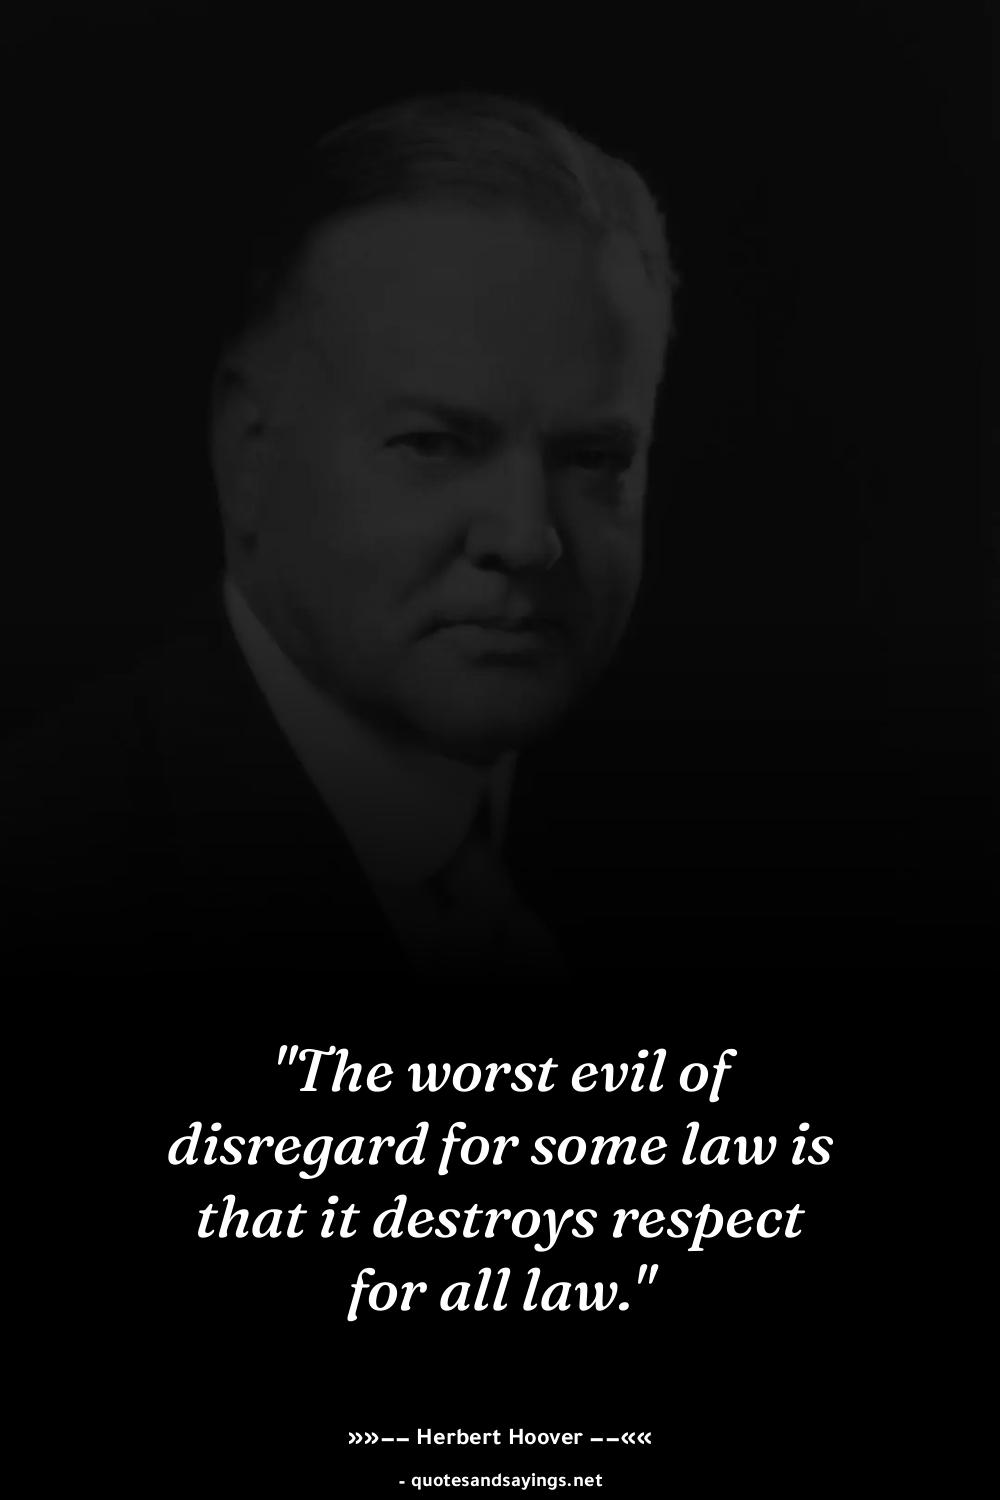 "The worst evil of
disregard for some law is
that it destroys respect
for all law."
»»−− Herbert Hoover −−««
- quotesandsayings.net